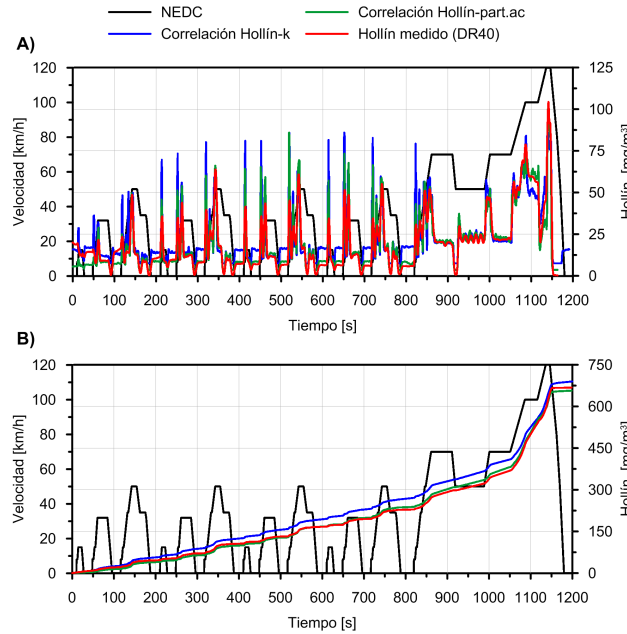 NEDC
Correlación Hollín-part.ac
Correlación Hollín-k
Hollín medido (DR40)
A)
120 125
100 100
80 75
60
40 50
20 25
0 0
Velocidad [km/h]
Hollín [mg/m³]
0 100 200 300 400 500 600 700 800 900 1000 1100 1200
Tiempo [s]
B)
120 750
100 600
80 450
60
40 300
20 150
0 0
Velocidad [km/h]
Hollín [mg/m³]
0 100 200 300 400 500 600 700 800 900 1000 1100 1200
Tiempo [s]